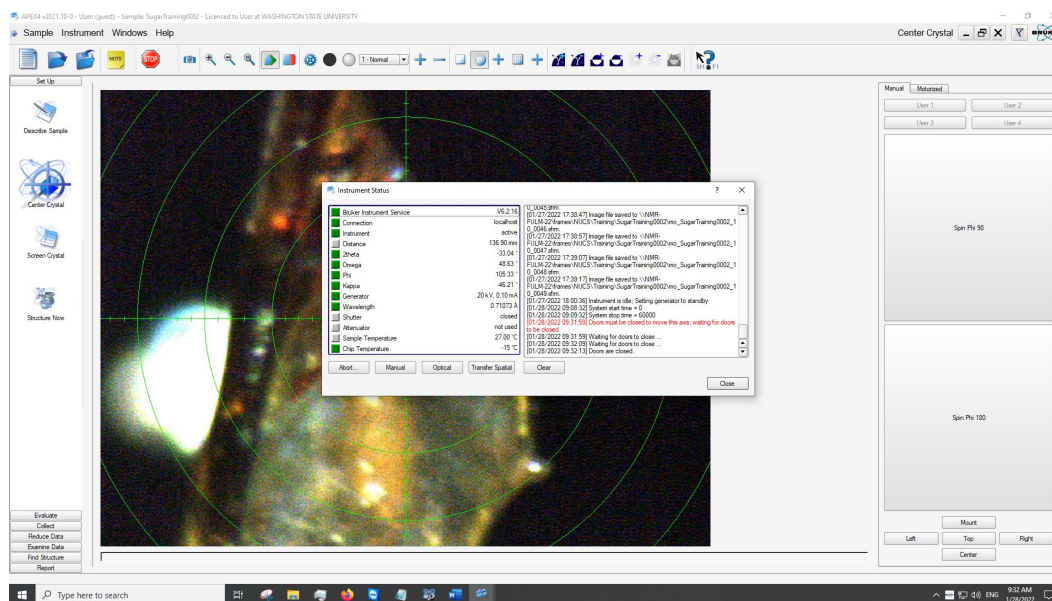 APEX4 v2021.10-0 - User: (guest) - Sample: SugarTraining0002 - Licensed to User at WASHINGTON STATE UNIVERSITY
Sample Instrument Windows Help
Center Crystal
NOTE
STOP
1 - Normal
SH F1
Set Up
Describe Sample
Center Crystal
Screen Crystal
Structure Now
Evaluate
Collect
Reduce Data
Examine Data
Find Structure
Report
Instrument Status
Bruker Instrument Service V6.2.16
Connection localhost
Instrument active
Distance 136.90 mm
2theta -33.04 °
Omega 48.63 °
Phi 105.33 °
Kappa -46.21 °
Generator 20 kV, 0.10 mA
Wavelength 0.71073 Å
Shutter closed
Attenuator not used
Sample Temperature 27.00 °C
Chip Temperature -15 °C
0_0045.sfrm.
[01/27/2022 17:38:47] Image file saved to \\NMR-
FULM-22\frames\NUCS\Training\SugarTraining0002\mo_SugarTraining0002_1
0_0046.sfrm.
[01/27/2022 17:38:57] Image file saved to \\NMR-
FULM-22\frames\NUCS\Training\SugarTraining0002\mo_SugarTraining0002_1
0_0047.sfrm.
[01/27/2022 17:39:07] Image file saved to \\NMR-
FULM-22\frames\NUCS\Training\SugarTraining0002\mo_SugarTraining0002_1
0_0048.sfrm.
[01/27/2022 17:39:17] Image file saved to \\NMR-
FULM-22\frames\NUCS\Training\SugarTraining0002\mo_SugarTraining0002_1
0_0049.sfrm.
[01/27/2022 18:00:36] Instrument is idle; Setting generator to standby
[01/28/2022 09:08:32] System start time = 0
[01/28/2022 09:09:32] System stop time = 60000
[01/28/2022 09:31:59] Doors must be closed to move this axis; waiting for doors
to be closed
[01/28/2022 09:31:59] Waiting for doors to close ...
[01/28/2022 09:32:09] Waiting for doors to close ...
[01/28/2022 09:32:13] Doors are closed.
Abort... Manual Optical Transfer Spatial Clear
Close
Manual Motorized
User 1 User 2
User 3 User 4
Spin Phi 90
Spin Phi 180
Mount
Left Top Right
Center
Type here to search
ENG
9:32 AM
1/28/2022